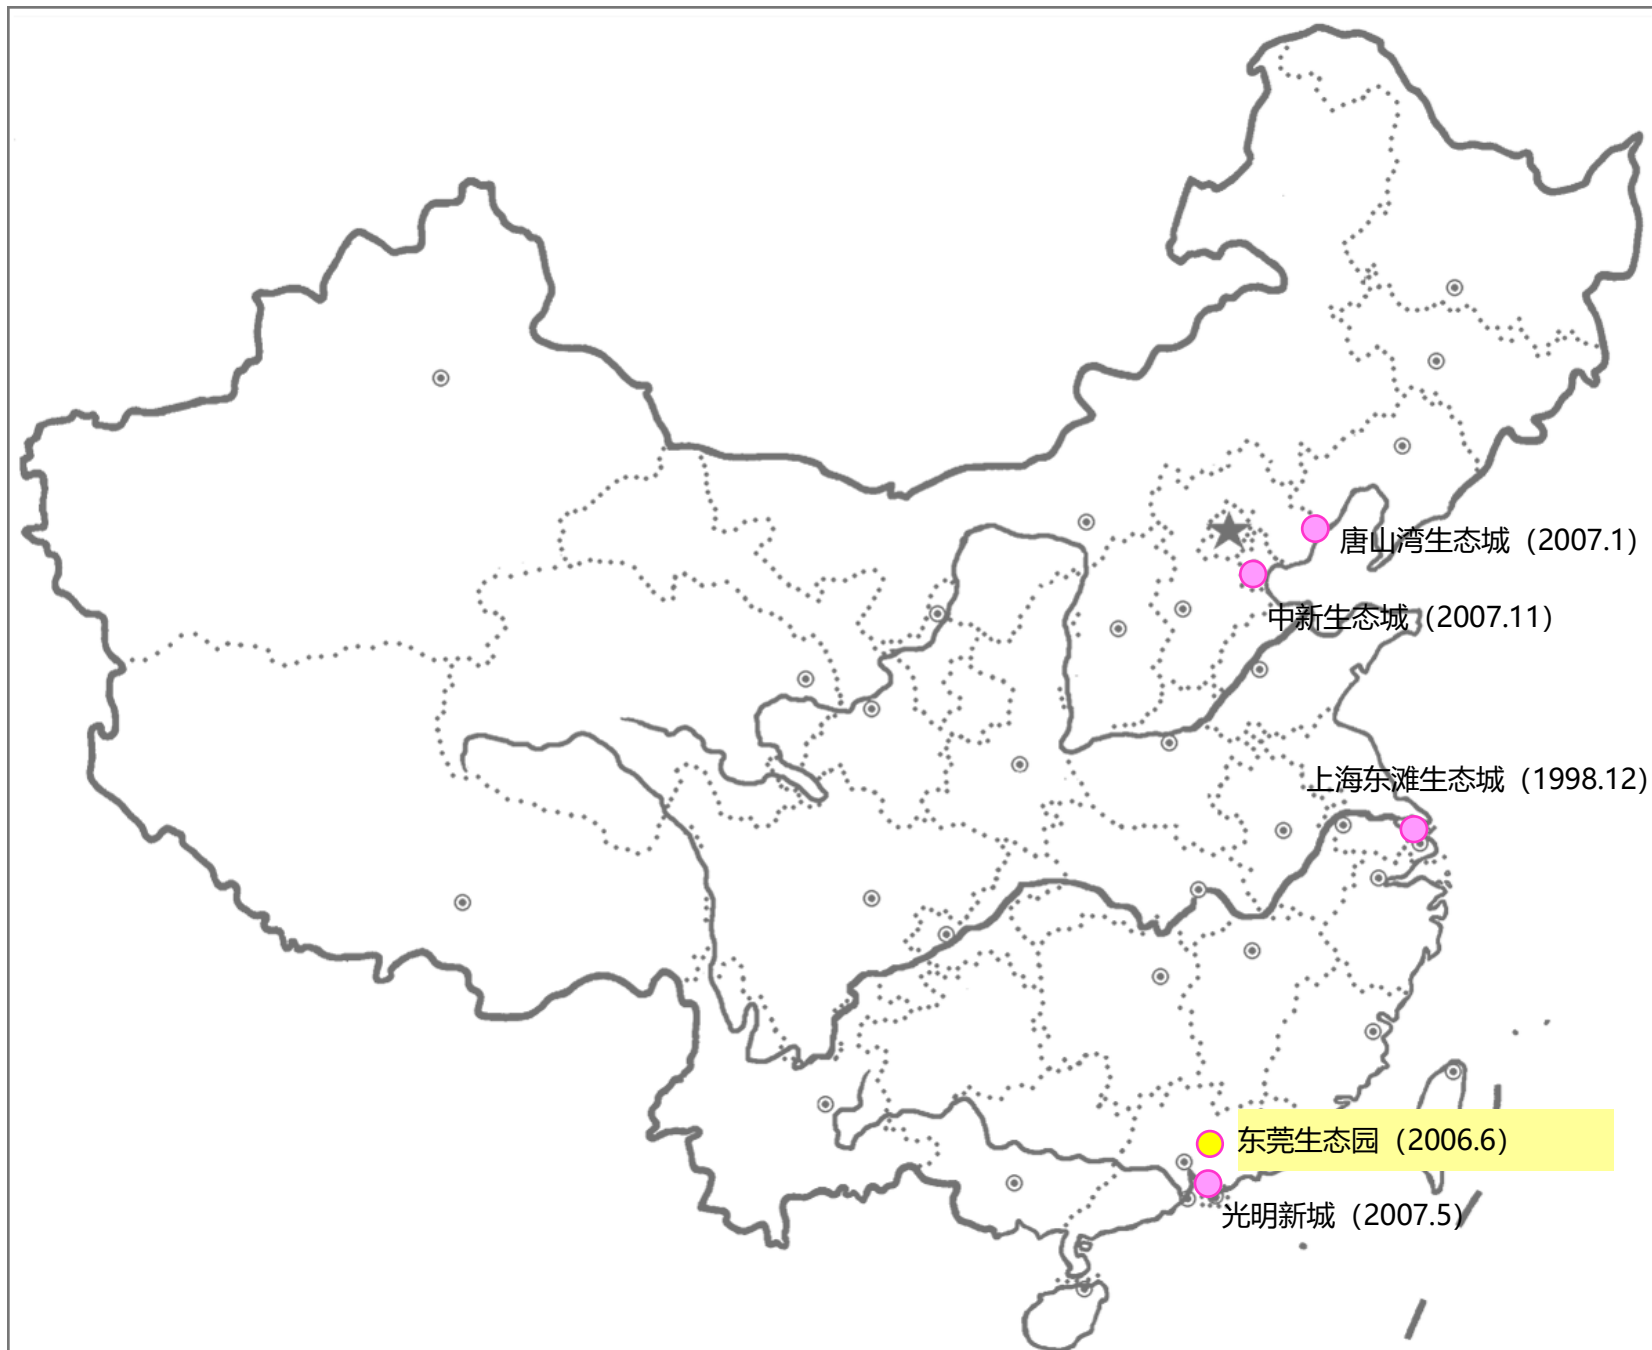 唐山湾生态城（2007.1）
中新生态城（2007.11）
上海东滩生态城（1998.12）
东莞生态园（2006.6）
光明新城（2007.5）